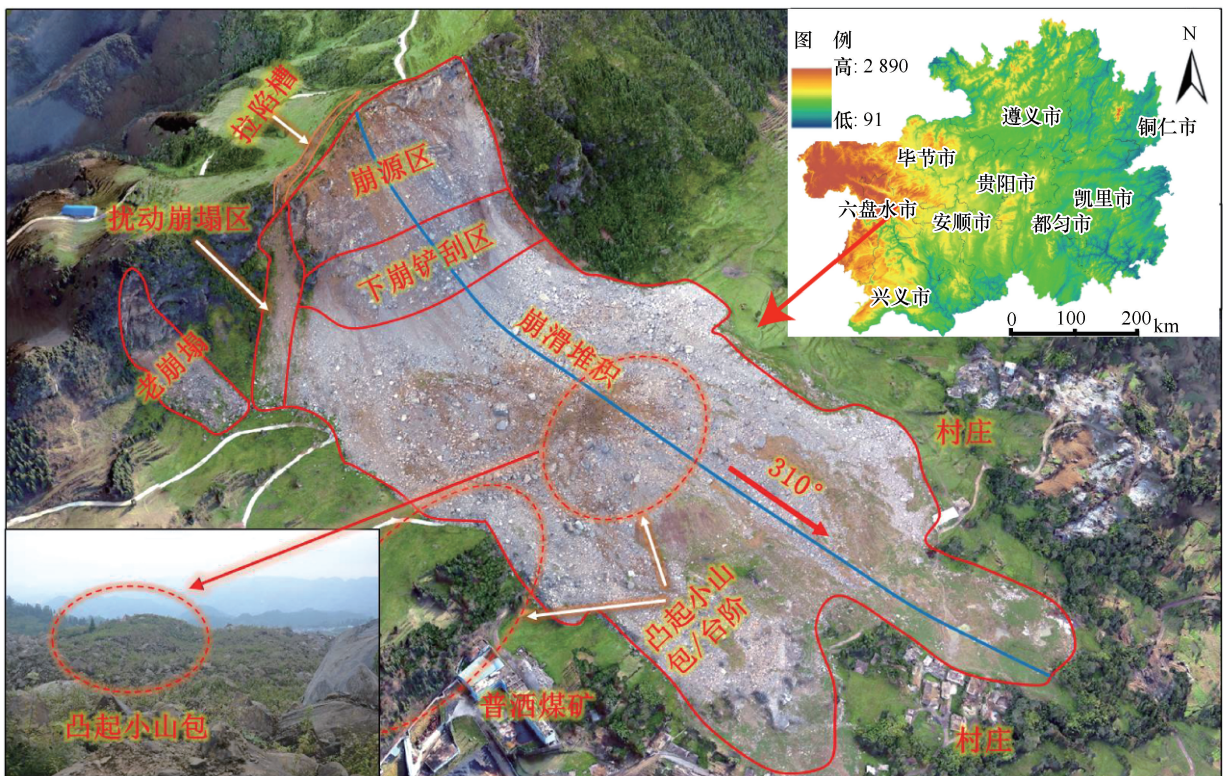 图 例
高: 2 890
低: 91
N
遵义市
铜仁市
毕节市
贵阳市
凯里市
六盘水市
安顺市
都匀市
兴义市
0 100 200 km
拉陷槽
崩源区
扰动崩塌区
下崩铲刮区
老崩塌
崩滑堆积
村庄
310°
凸起小山
包/台阶
普洒煤矿
村庄
凸起小山包